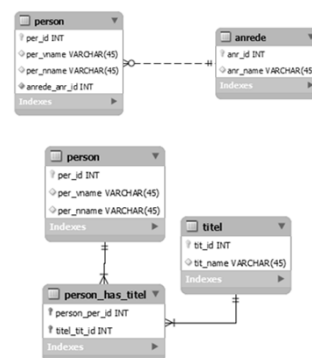 person
per_id INT
per_vname VARCHAR(45)
per_nname VARCHAR(45)
anrede_anr_id INT
Indexes
anrede
anr_id INT
anr_name VARCHAR(45)
Indexes
person
per_id INT
per_vname VARCHAR(45)
per_nname VARCHAR(45)
Indexes
titel
tit_id INT
tit_name VARCHAR(45)
Indexes
person_has_titel
person_per_id INT
titel_tit_id INT
Indexes